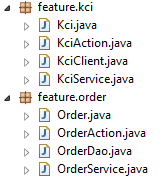 feature.kci
Kci.java
KciAction.java
KciClient.java
KciService.java
feature.order
Order.java
OrderAction.java
OrderDao.java
OrderService.java